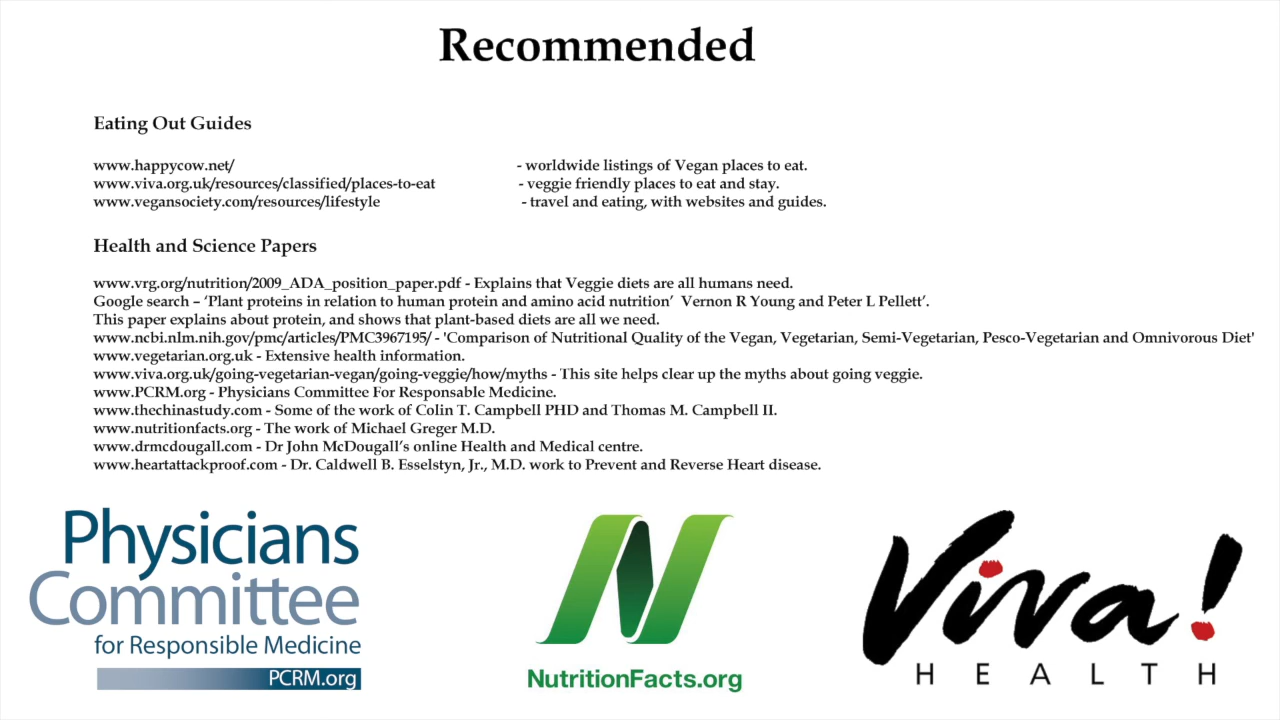 Recommended
Eating Out Guides
www.happycow.net/ - worldwide listings of Vegan places to eat.
www.viva.org.uk/resources/classified/places-to-eat - veggie friendly places to eat and stay.
www.vegansociety.com/resources/lifestyle - travel and eating, with websites and guides.
Health and Science Papers
www.vrg.org/nutrition/2009_ADA_position_paper.pdf - Explains that Veggie diets are all humans need.
Google search – ‘Plant proteins in relation to human protein and amino acid nutrition’ Vernon R Young and Peter L Pellett’.
This paper explains about protein, and shows that plant-based diets are all we need.
www.ncbi.nlm.nih.gov/pmc/articles/PMC3967195/ - 'Comparison of Nutritional Quality of the Vegan, Vegetarian, Semi-Vegetarian, Pesco-Vegetarian and Omnivorous Diet'
www.vegetarian.org.uk - Extensive health information.
www.viva.org.uk/going-vegetarian-vegan/going-veggie/how/myths - This site helps clear up the myths about going veggie.
www.PCRM.org - Physicians Committee For Responsable Medicine.
www.thechinastudy.com - Some of the work of Colin T. Campbell PHD and Thomas M. Campbell II.
www.nutritionfacts.org - The work of Michael Greger M.D.
www.drmcdougall.com - Dr John McDougall’s online Health and Medical centre.
www.heartattackproof.com - Dr. Caldwell B. Esselstyn, Jr., M.D. work to Prevent and Reverse Heart disease.
Physicians
Committee
for Responsible Medicine
PCRM.org
N
NutritionFacts.org
Viva!
HEALTH